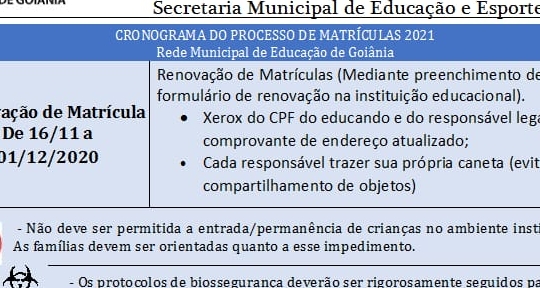 DE GOIÂNIA
Secretaria Municipal de Educação e Esporte
CRONOGRAMA DO PROCESSO DE MATRÍCULAS 2021
Rede Municipal de Educação de Goiânia
vação de Matrícula
De 16/11 a
01/12/2020
Renovação de Matrículas (Mediante preenchimento de
formulário de renovação na instituição educacional).
• Xerox do CPF do educando e do responsável lega
comprovante de endereço atualizado;
• Cada responsável trazer sua própria caneta (evit
compartilhamento de objetos)
- Não deve ser permitida a entrada/permanência de crianças no ambiente insti
As famílias devem ser orientadas quanto a esse impedimento.
- Os protocolos de biossegurança deverão ser rigorosamente seguidos pa